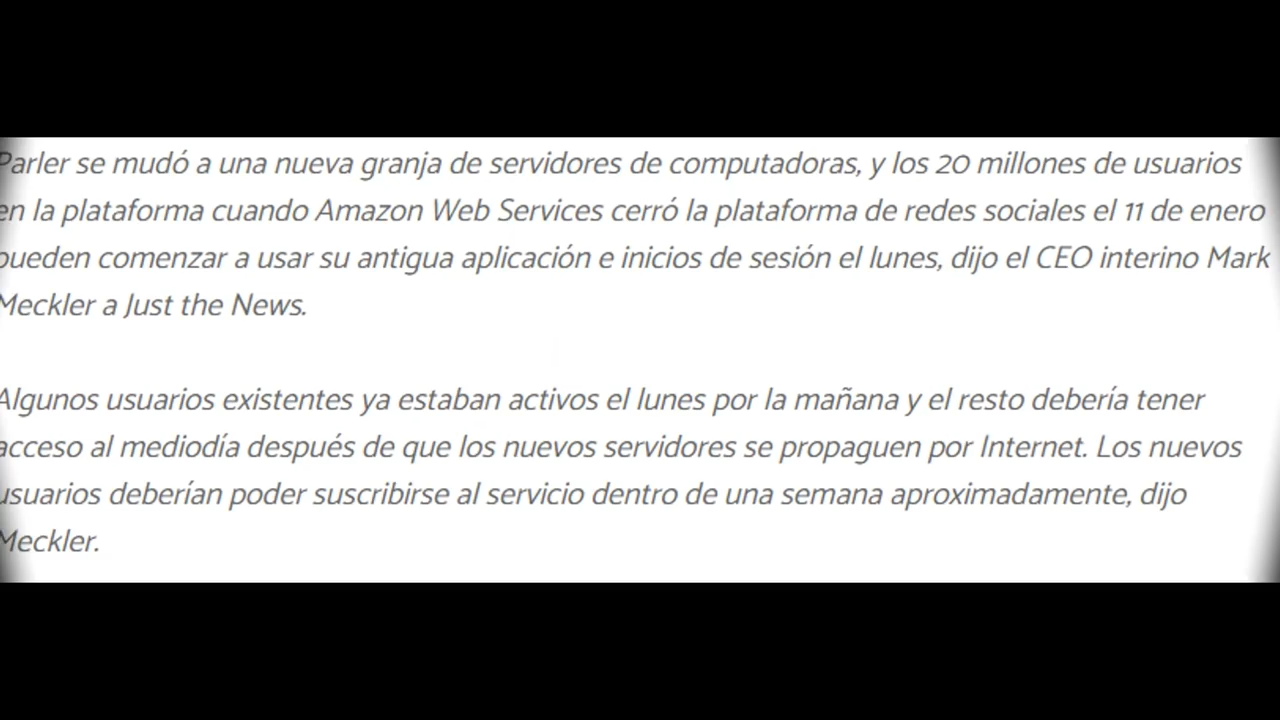 Parler se mudó a una nueva granja de servidores de computadoras, y los 20 millones de usuarios
en la plataforma cuando Amazon Web Services cerró la plataforma de redes sociales el 11 de enero
pueden comenzar a usar su antigua aplicación e inicios de sesión el lunes, dijo el CEO interino Mark
Meckler a Just the News.
Algunos usuarios existentes ya estaban activos el lunes por la mañana y el resto debería tener
acceso al mediodía después de que los nuevos servidores se propaguen por Internet. Los nuevos
usuarios deberían poder suscribirse al servicio dentro de una semana aproximadamente, dijo
Meckler.